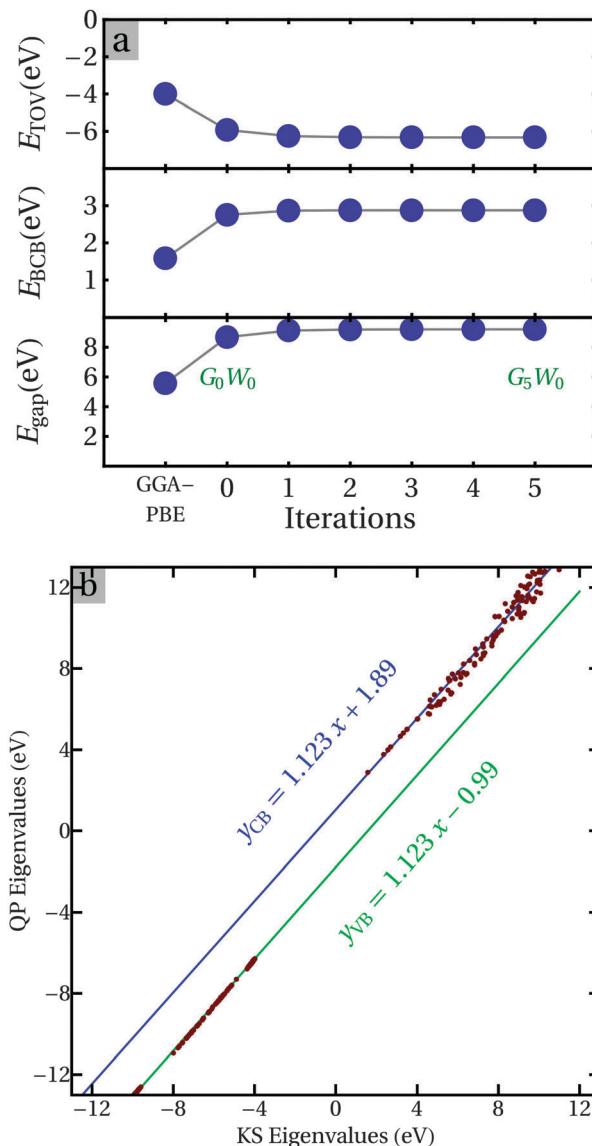 a
E_TOV(eV)
0
−2
−4
−6
E_BCB(eV)
3
2
1
E_gap(eV)
8
6
4
2
G₀W₀
G₅W₀
GGA−
PBE
0 1 2 3 4 5
Iterations
b
QP Eigenvalues (eV)
12
8
4
0
−4
−8
−12
y_CB = 1.123 x + 1.89
y_VB = 1.123 x − 0.99
−12 −8 −4 0 4 8 12
KS Eigenvalues (eV)